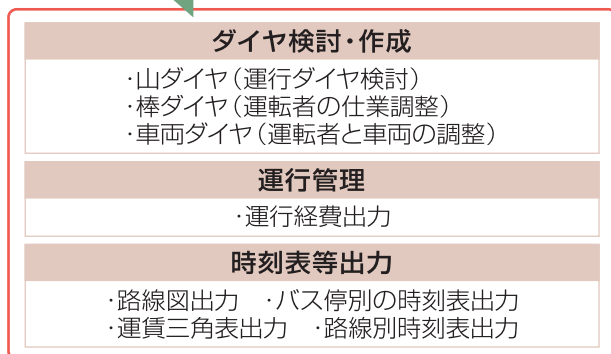 ダイヤ検討・作成
・山ダイヤ（運行ダイヤ検討）
・棒ダイヤ（運転者の仕業調整）
・車両ダイヤ（運転者と車両の調整）
運行管理
・運行経費出力
時刻表等出力
・路線図出力　・バス停別の時刻表出力
・運賃三角表出力　・路線別時刻表出力